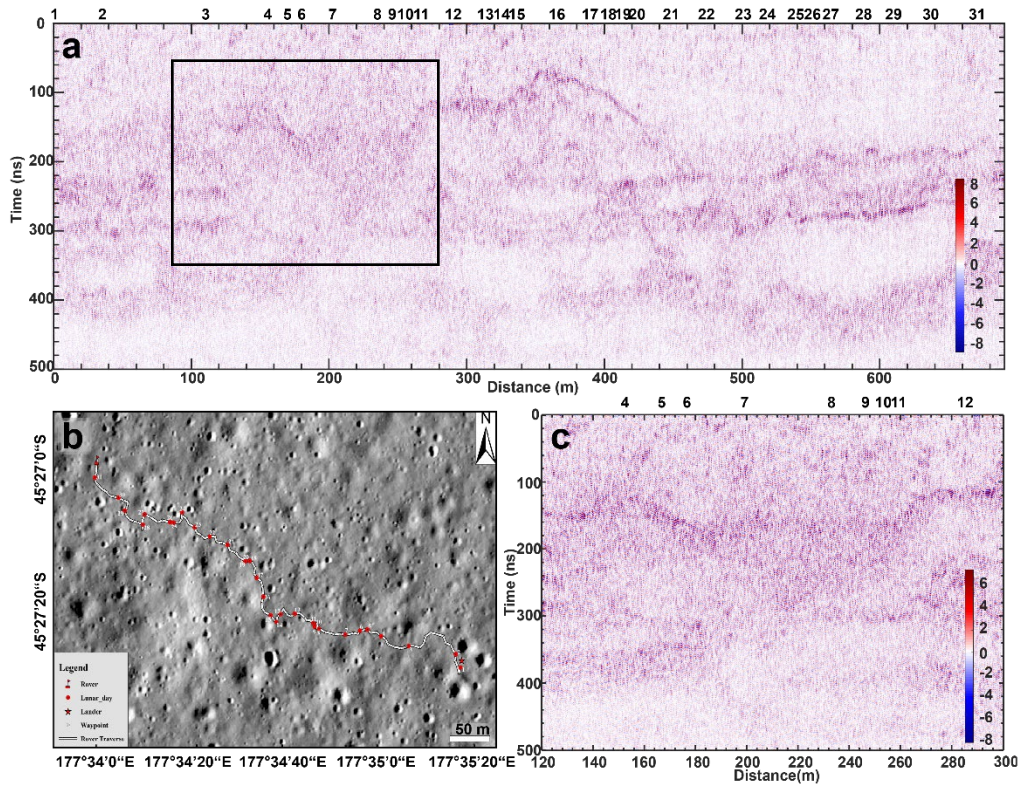 1 2 3 4 5 6 7 8 9 10 11 12 13 14 15 16 17 18 19 20 21 22 23 24 25 26 27 28 29 30 31
a
0
100
200
300
400
500
Time (ns)
8
6
4
2
0
-2
-4
-6
-8
0 100 200 300 400 500 600
Distance (m)
b
N
45°27'0"S
45°27'20"S
Legend
Rover
Lunar_day
Lander
Waypoint
Rover Traverse
50 m
177°34'0"E 177°34'20"E 177°34'40"E 177°35'0"E 177°35'20"E
4 5 6 7 8 9 10 11 12
c
0
100
200
300
400
500
Time (ns)
6
4
2
0
-2
-4
-6
-8
120 140 160 180 200 220 240 260 280 300
Distance(m)